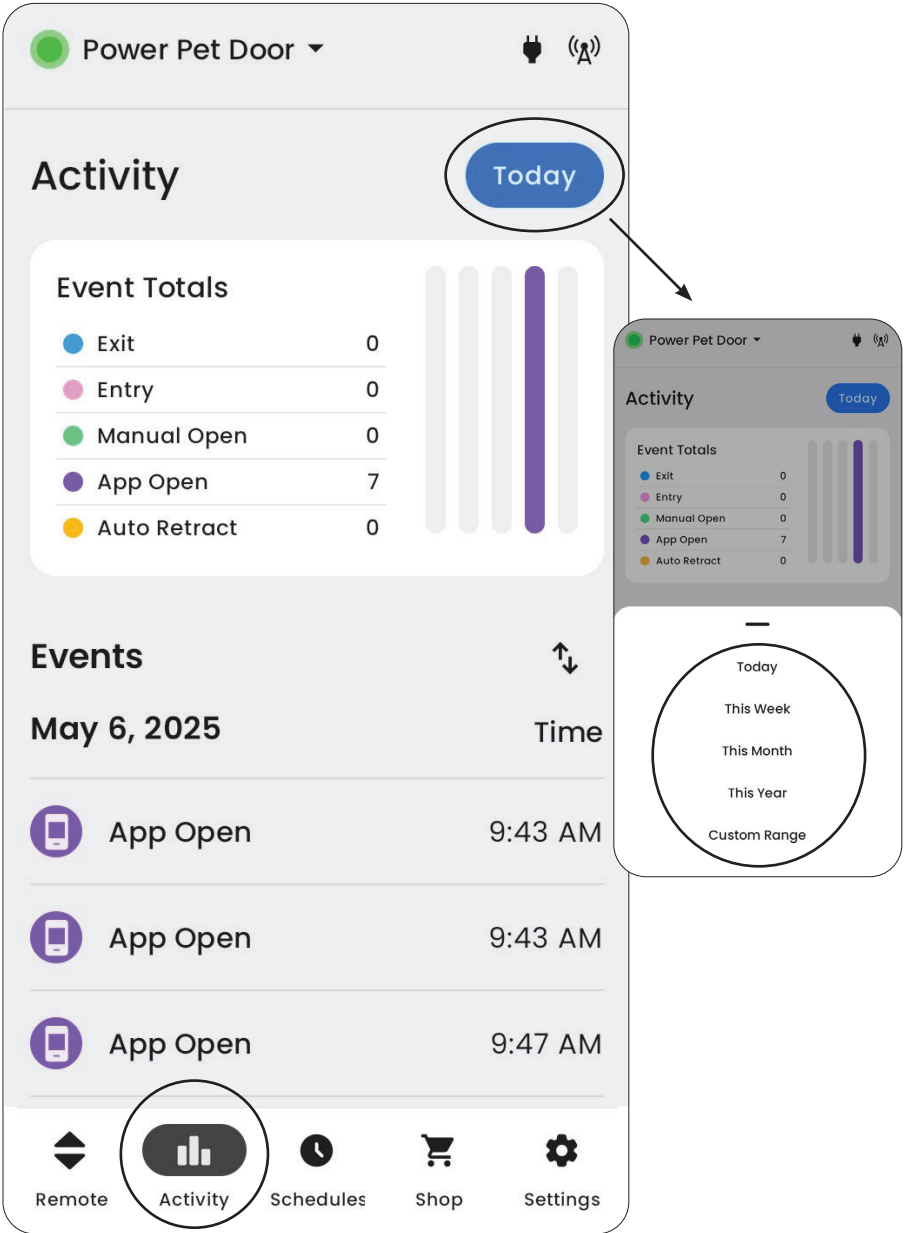 Power Pet Door
Activity
Today
Event Totals
Exit 0
Entry 0
Manual Open 0
App Open 7
Auto Retract 0
Events
May 6, 2025 Time
App Open 9:43 AM
App Open 9:43 AM
App Open 9:47 AM
Remote Activity Schedules Shop Settings
Power Pet Door
Activity
Today
Event Totals
Exit 0
Entry 0
Manual Open 0
App Open 7
Auto Retract 0
Today
This Week
This Month
This Year
Custom Range